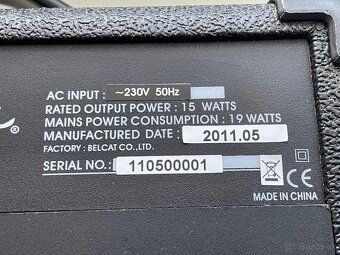 AC INPUT : ~230V 50Hz
RATED OUTPUT POWER : 15 WATTS
MAINS POWER CONSUMPTION : 19 WATTS
MANUFACTURED DATE : 2011.05
FACTORY : BELCAT CO., LTD.
SERIAL NO.: 110500001
CE
MADE IN CHINA